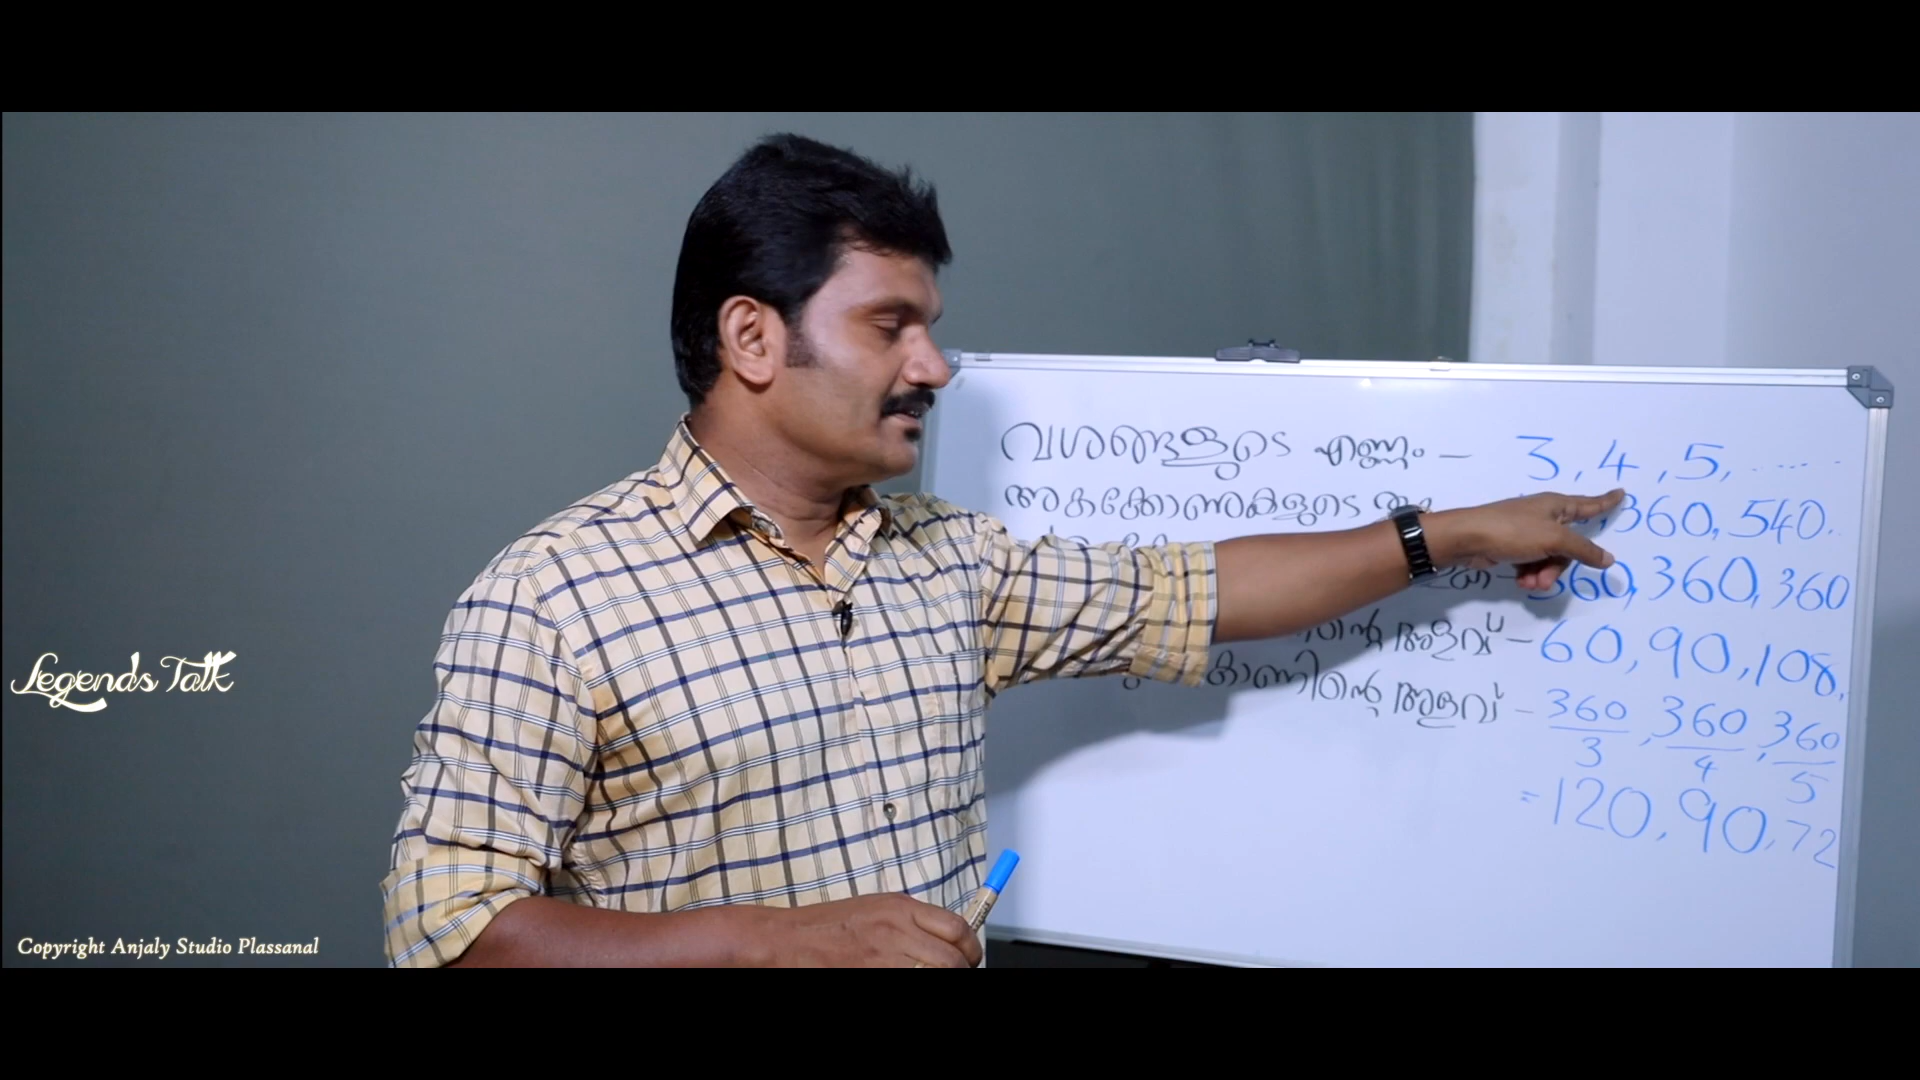 വശങ്ങളുടെ എണ്ണം – 3, 4, 5, ......
അകക്കോണുകളുടെ തുക , 360, 540.
– 360, 360, 360
അളവ് – 60, 90, 108,
കോണിന്റെ അളവ് – 360/3, 360/4, 360/5
= 120, 90, 72
Legends Talk
Copyright Anjaly Studio Plassanal